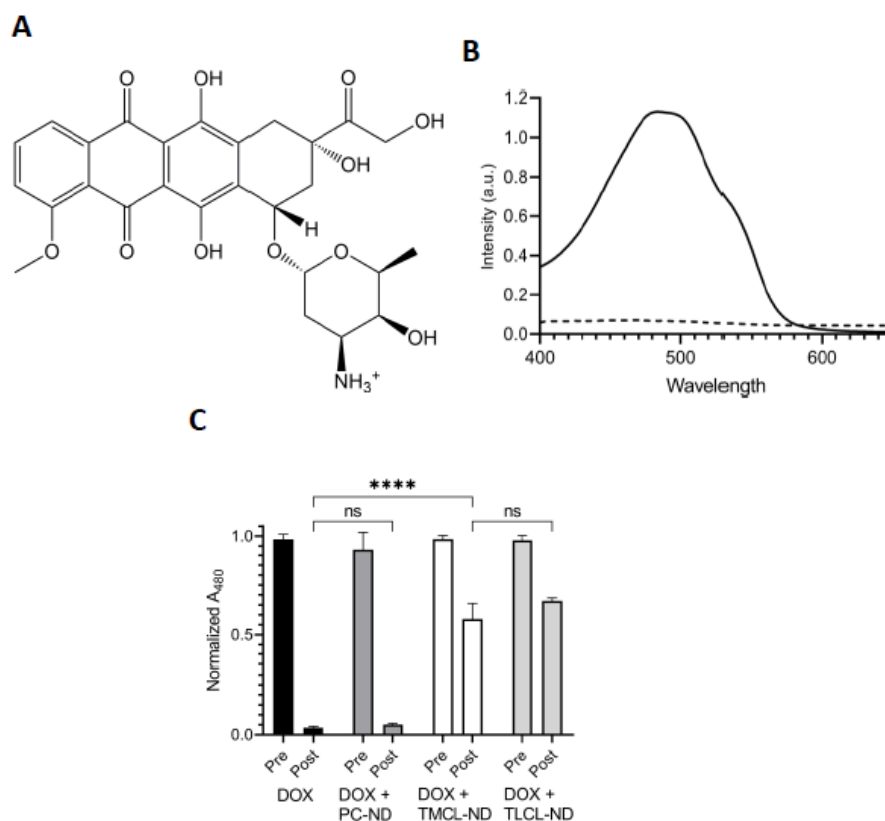 A
B
C
O
OH
O
OH
OH
O
O
OH
O
H
O
OH
NH₃⁺
Intensity (a.u.)
1.2
1.0
0.8
0.6
0.4
0.2
0.0
400
500
600
Wavelength
****
ns
ns
Normalized A₄₈₀
1.0
0.5
0.0
Pre
Post
Pre
Post
Pre
Post
Pre
Post
DOX
DOX +
PC-ND
DOX +
TMCL-ND
DOX +
TLCL-ND